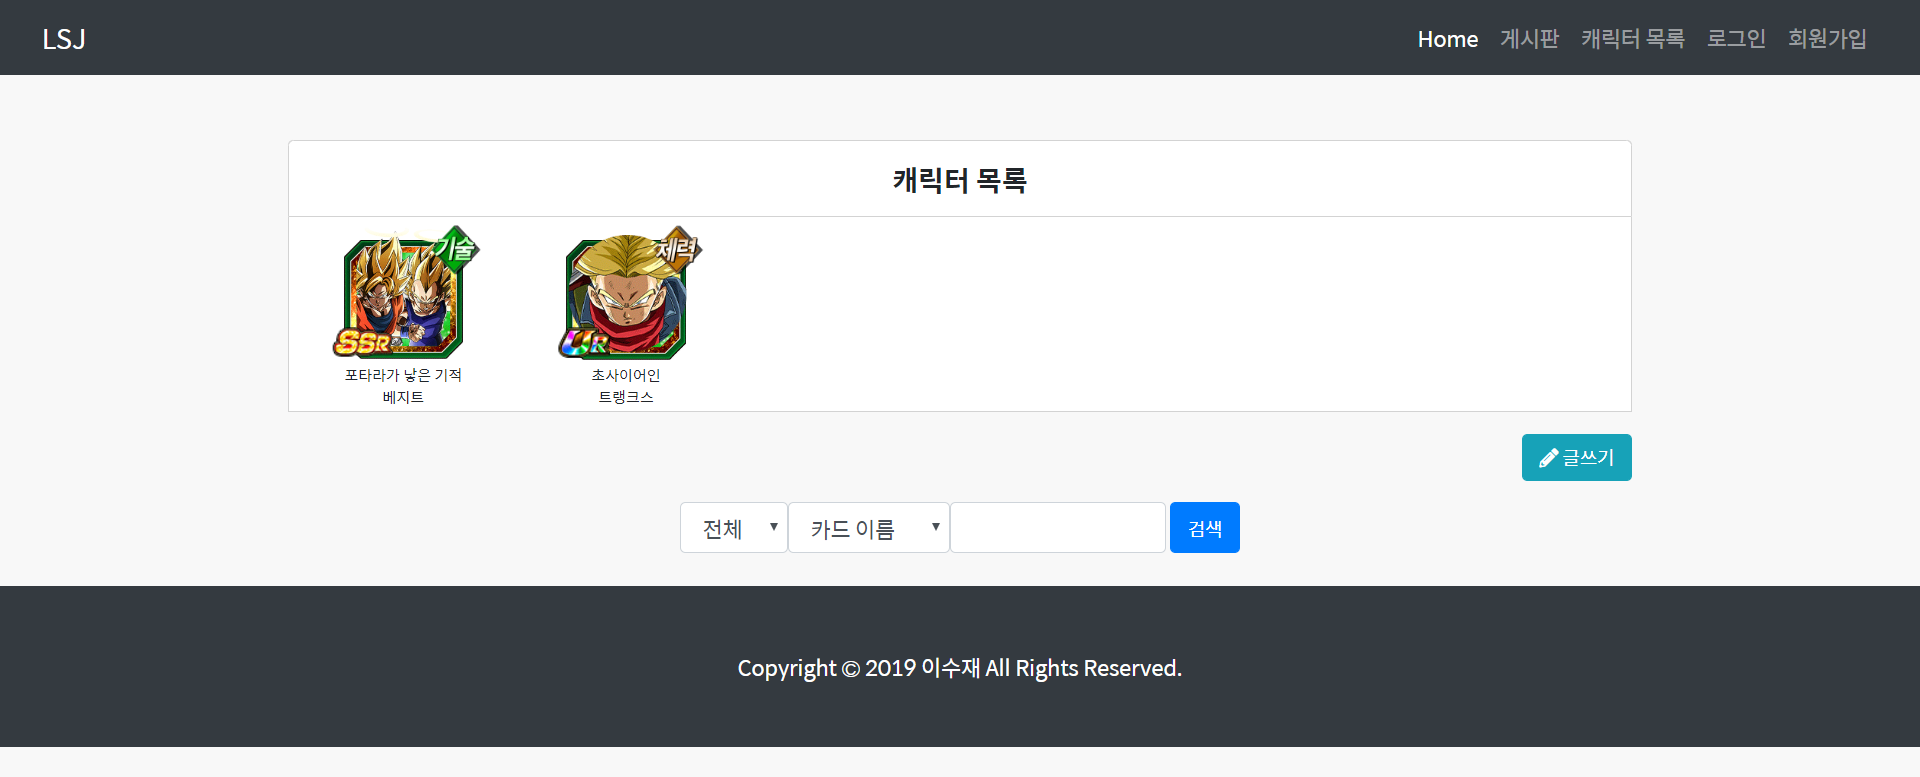 LSJ
Home 게시판 캐릭터 목록 로그인 회원가입
캐릭터 목록
기술
체력
SSR
UR
포타라가 낳은 기적
베지트
초사이어인
트랭크스
글쓰기
전체 카드 이름 검색
Copyright © 2019 이수재 All Rights Reserved.